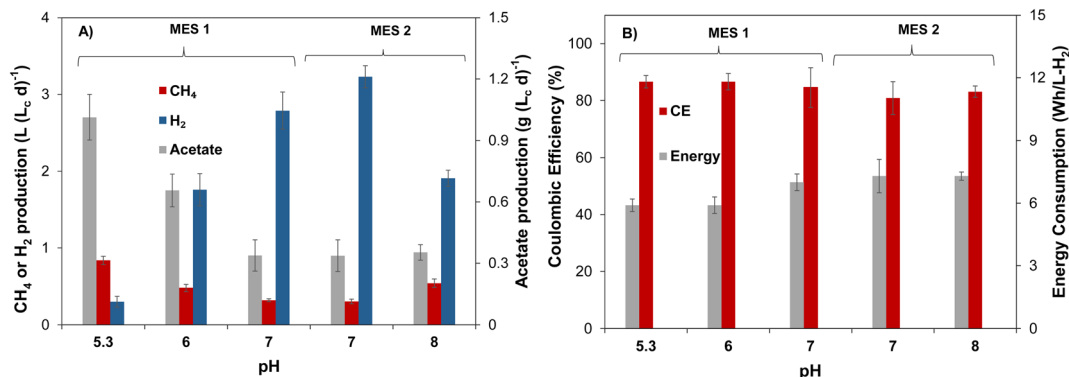 A)
MES 1
MES 2
CH₄
H₂
Acetate
CH₄ or H₂ production (L (L꜀ d)⁻¹)
4
3
2
1
0
Acetate production (g (L꜀ d)⁻¹)
1.5
1.2
0.9
0.6
0.3
0
5.3 6 7 7 8
pH
B)
MES 1
MES 2
CE
Energy
Coulombic Efficiency (%)
100
80
60
40
20
0
Energy Consumption (Wh/L-H₂)
15
12
9
6
3
0
5.3 6 7 7 8
pH